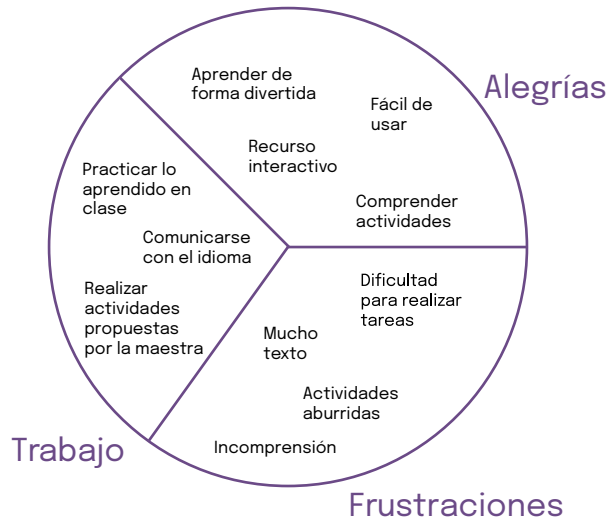 Alegrías
Aprender de
forma divertida
Fácil de
usar
Recurso
interactivo
Comprender
actividades
Trabajo
Practicar lo
aprendido en
clase
Comunicarse
con el idioma
Realizar
actividades
propuestas
por la maestra
Frustraciones
Dificultad
para realizar
tareas
Mucho
texto
Actividades
aburridas
Incomprensión